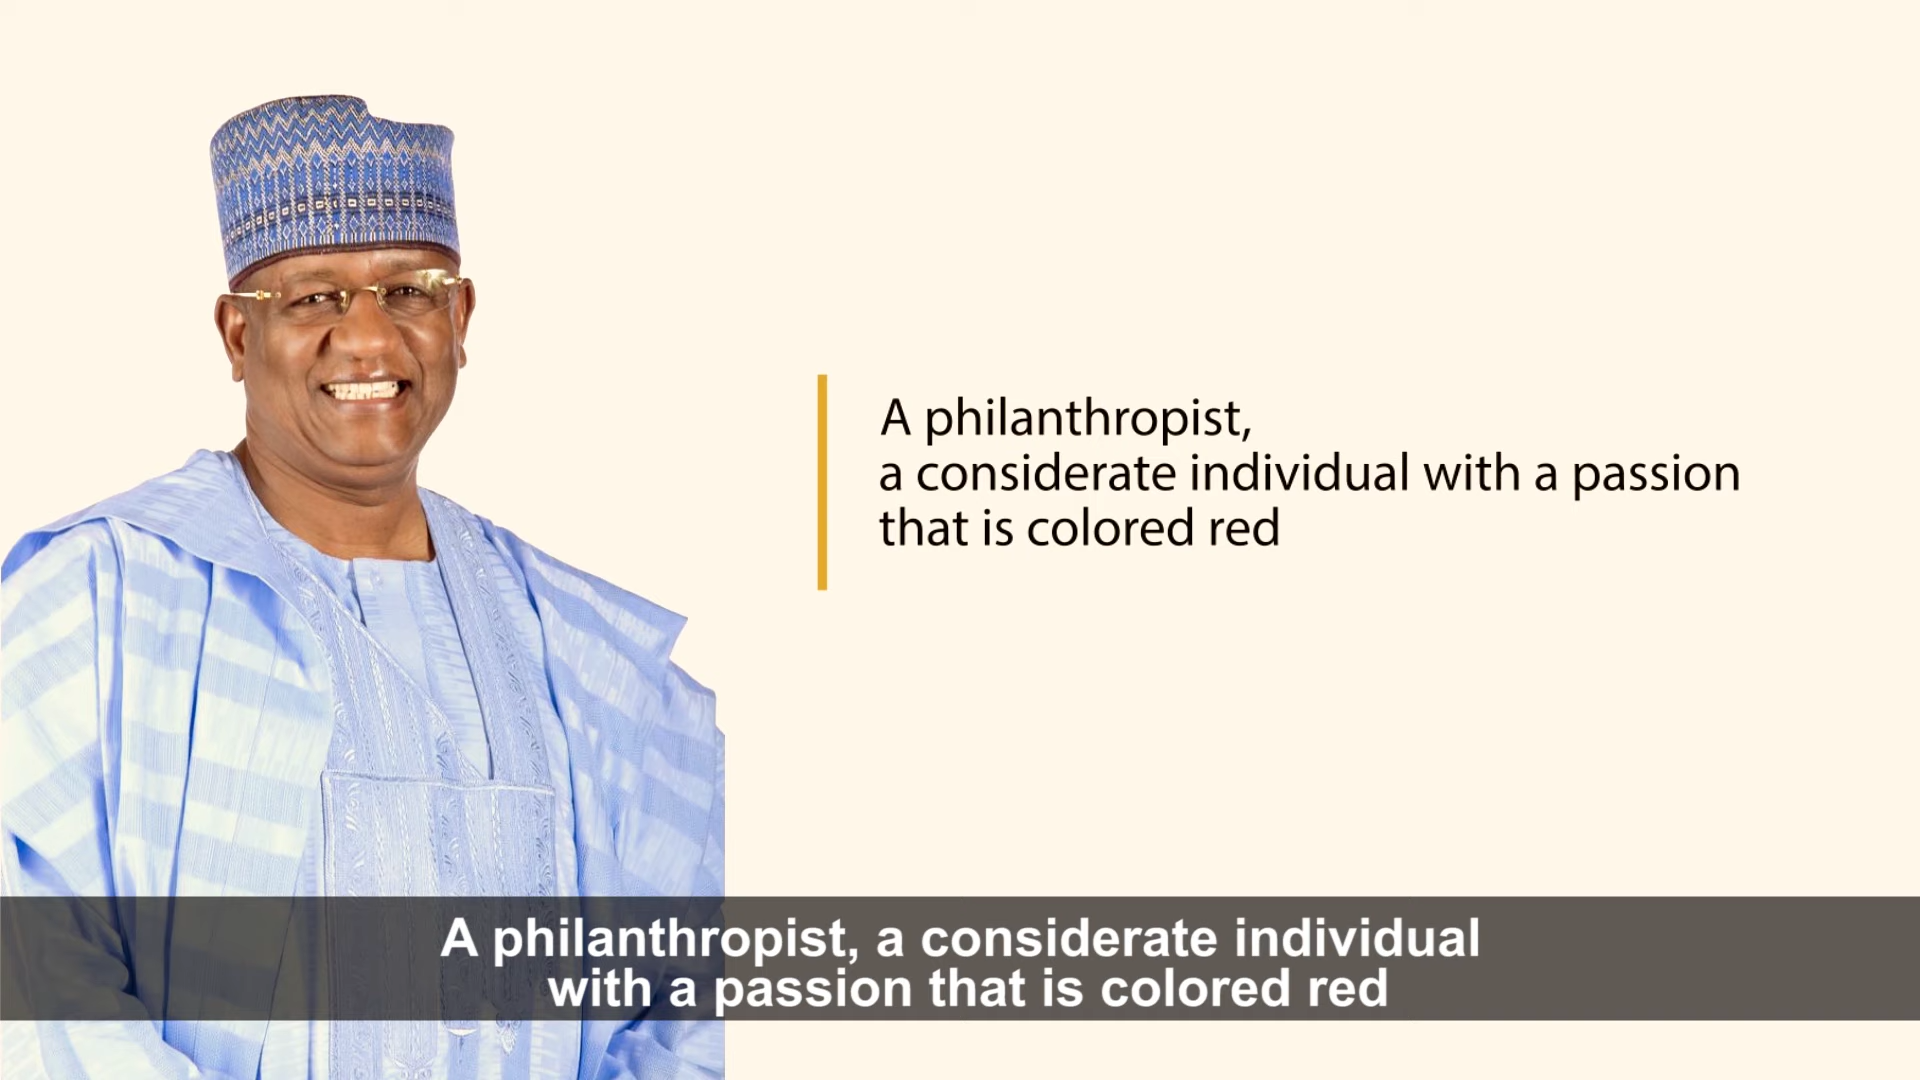 A philanthropist,
a considerate individual with a passion
that is colored red
A philanthropist, a considerate individual
with a passion that is colored red